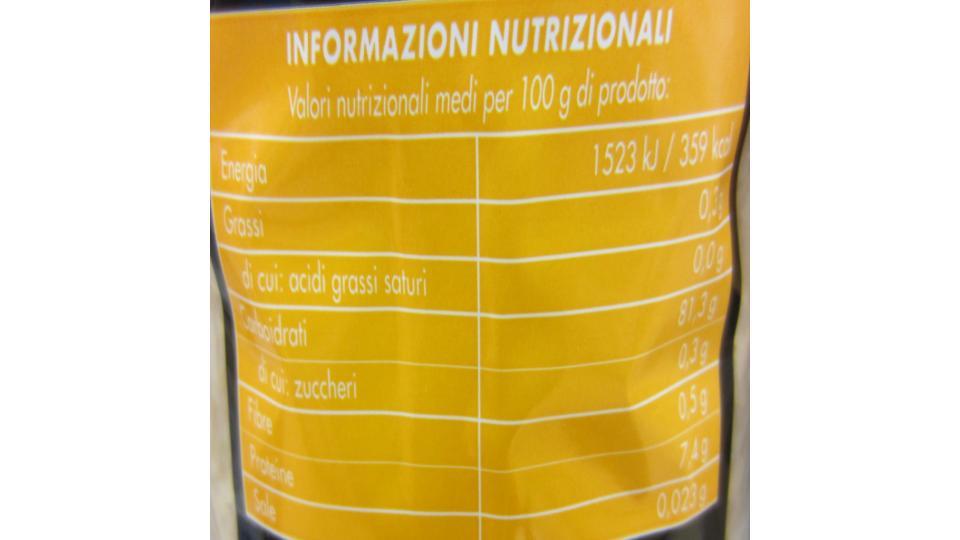 INFORMAZIONI NUTRIZIONALI
Valori nutrizionali medi per 100 g di prodotto:
Energia 1523 kJ / 359 kcal
Grassi 0,3g
di cui: acidi grassi saturi 0,0 g
Carboidrati 81,3 g
di cui: zuccheri 0,3 g
Fibre 0,5 g
Proteine 7,4 g
Sale 0,023 g